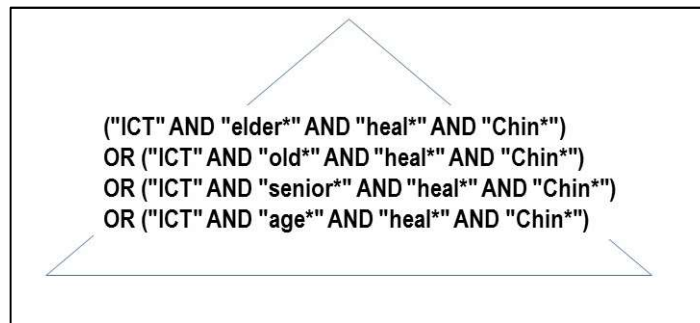 ("ICT" AND "elder*" AND "heal*" AND "Chin*")
OR ("ICT" AND "old*" AND "heal*" AND "Chin*")
OR ("ICT" AND "senior*" AND "heal*" AND "Chin*")
OR ("ICT" AND "age*" AND "heal*" AND "Chin*")